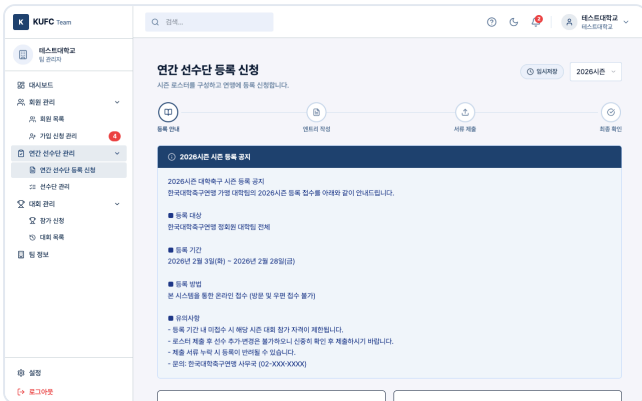 K KUFC Team
검색...
2
테스트대학교
테스트대학교
테스트대학교
팀 관리자
대시보드
회원 관리
회원 목록
가입 신청 관리 4
연간 선수단 관리
연간 선수단 등록 신청
선수단 관리
대회 관리
참가 신청
대회 목록
팀 정보
설정
로그아웃
연간 선수단 등록 신청
시즌 로스터를 구성하고 연맹에 등록 신청합니다.
임시저장
2026시즌
등록 안내
엔트리 작성
서류 제출
최종 확인
2026시즌 시즌 등록 공지
2026시즌 대학축구 시즌 등록 공지
한국대학축구연맹 가맹 대학팀의 2026시즌 등록 접수를 아래와 같이 안내드립니다.
■ 등록 대상
한국대학축구연맹 정회원 대학팀 전체
■ 등록 기간
2026년 2월 3일(화) ~ 2026년 2월 28일(금)
■ 등록 방법
본 시스템을 통한 온라인 접수 (방문 및 우편 접수 불가)
■ 유의사항
- 등록 기간 내 미접수 시 해당 시즌 대회 참가 자격이 제한됩니다.
- 로스터 제출 후 선수 추가·변경은 불가하오니 신중히 확인 후 제출하시기 바랍니다.
- 제출 서류 누락 시 등록이 반려될 수 있습니다.
- 문의: 한국대학축구연맹 사무국 (02-XXX-XXXX)